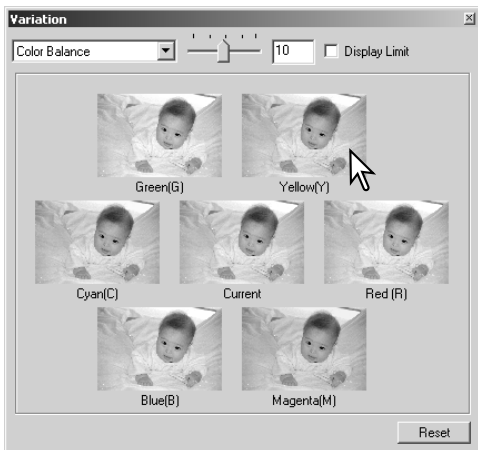 Variation
Color Balance 10 Display Limit
Green(G) Yellow(Y)
Cyan(C) Current Red (R)
Blue(B) Magenta(M)
Reset